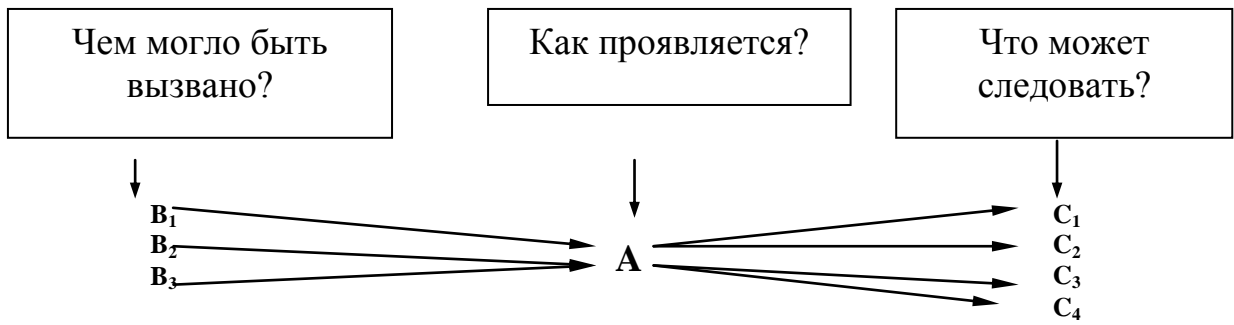 Чем могло быть
вызвано?
Как проявляется?
Что может
следовать?
B₁
B₂
B₃
A
C₁
C₂
C₃
C₄